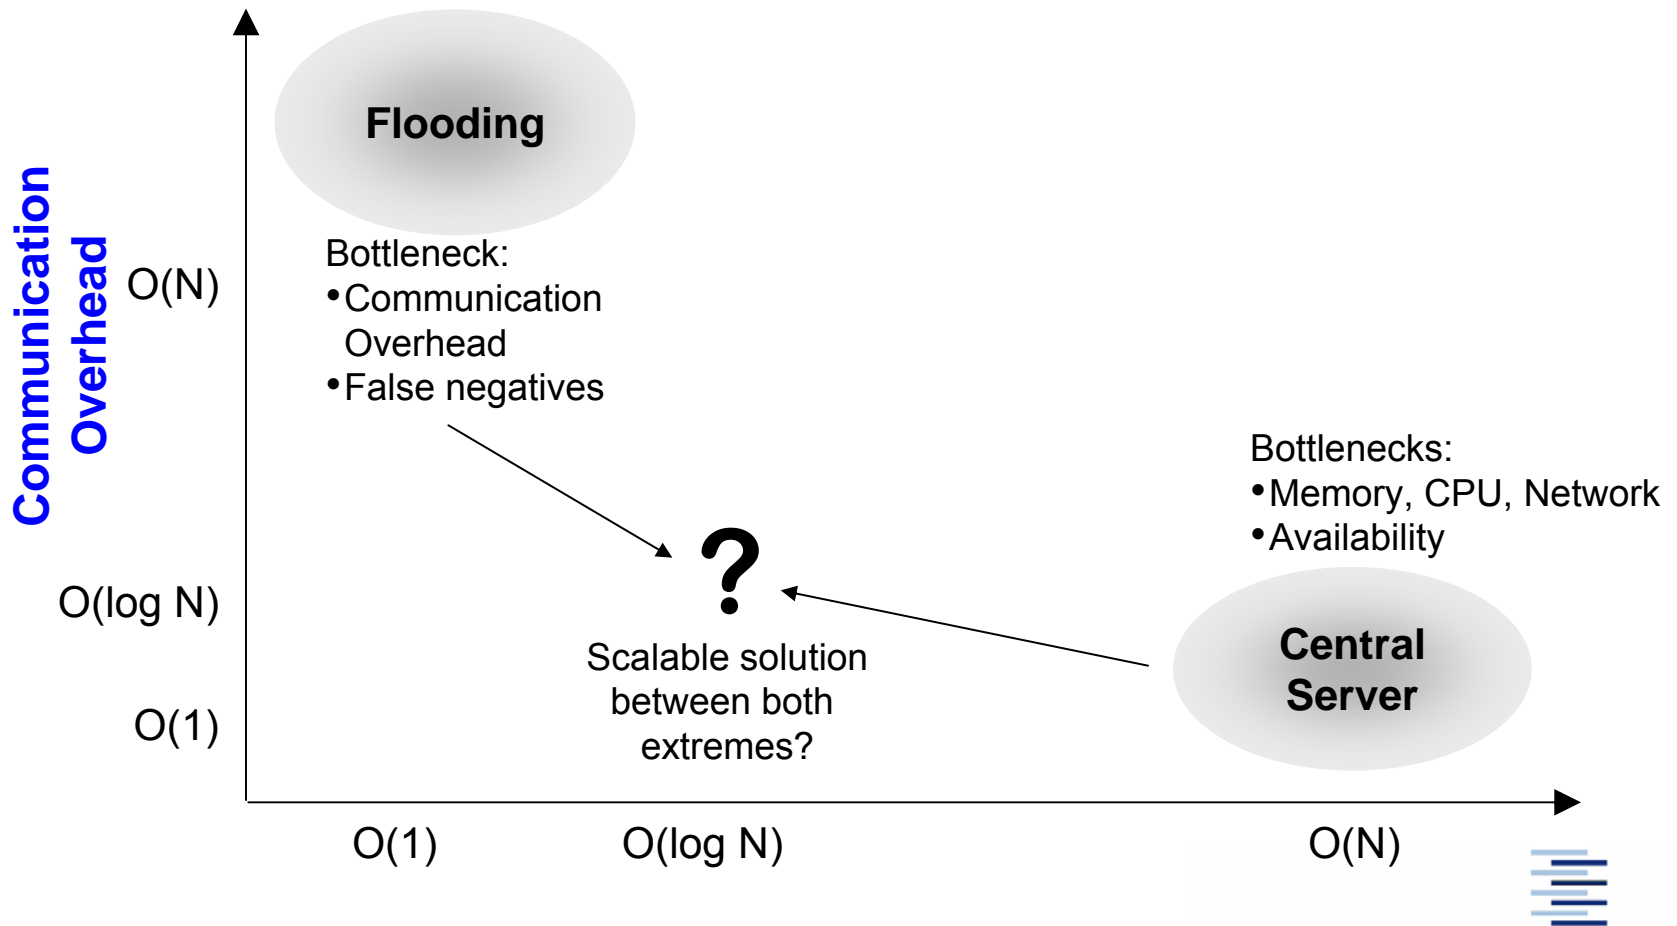 Communication
Overhead
O(N)
O(log N)
O(1)
Flooding
Bottleneck:
•Communication
Overhead
•False negatives
?
Scalable solution
between both
extremes?
Bottlenecks:
•Memory, CPU, Network
•Availability
Central
Server
O(1)
O(log N)
O(N)